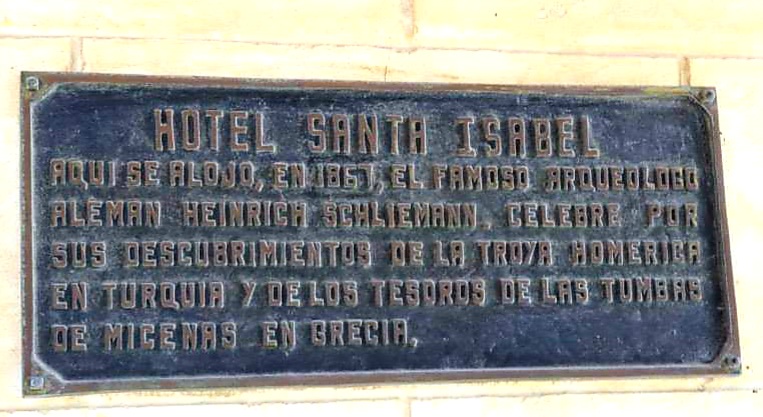 HOTEL SANTA ISABEL
AQUI SE ALOJO, EN 1857, EL FAMOSO ARQUEOLOGO
ALEMAN HEINRICH SCHLIEMANN, CELEBRE POR
SUS DESCUBRIMIENTOS DE LA TROYA HOMERICA
EN TURQUIA Y DE LOS TESOROS DE LAS TUMBAS
DE MICENAS EN GRECIA.